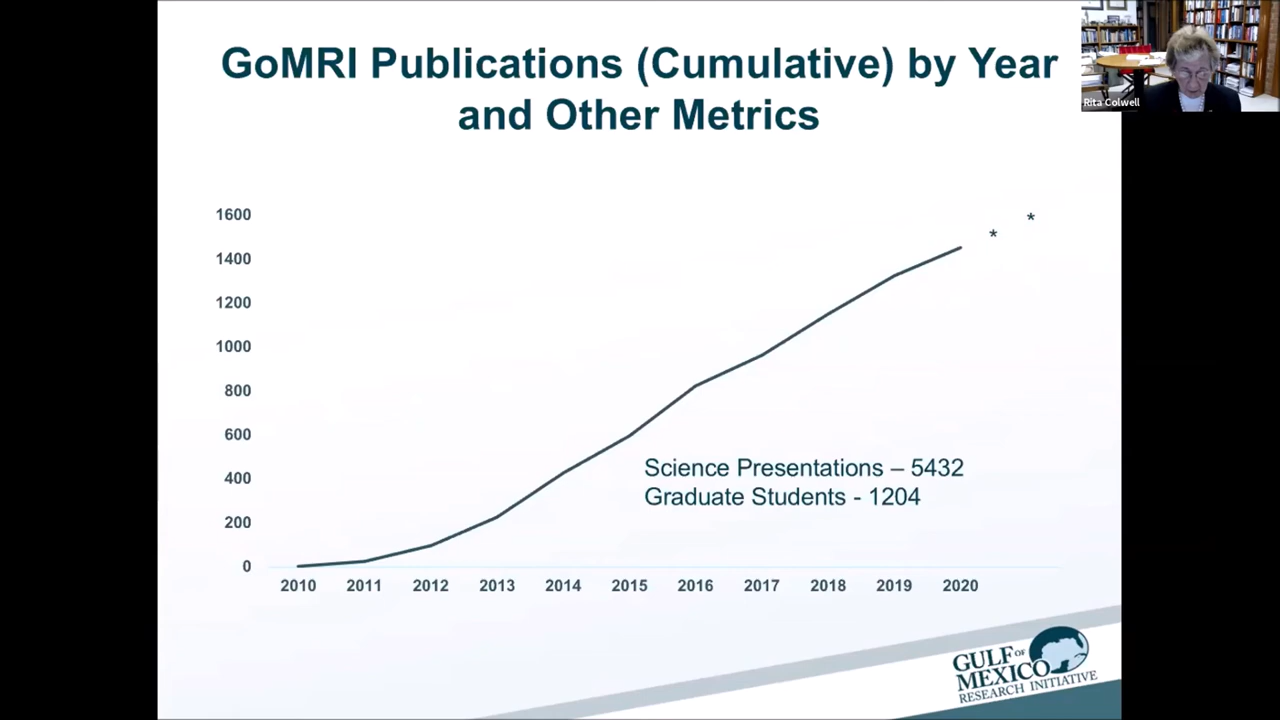 GoMRI Publications (Cumulative) by Year
and Other Metrics
Rita Colwell
1600
*
*
1400
1200
1000
800
600
400
200
0
Science Presentations – 5432
Graduate Students - 1204
2010 2011 2012 2013 2014 2015 2016 2017 2018 2019 2020
GULF OF
MEXICO
RESEARCH INITIATIVE